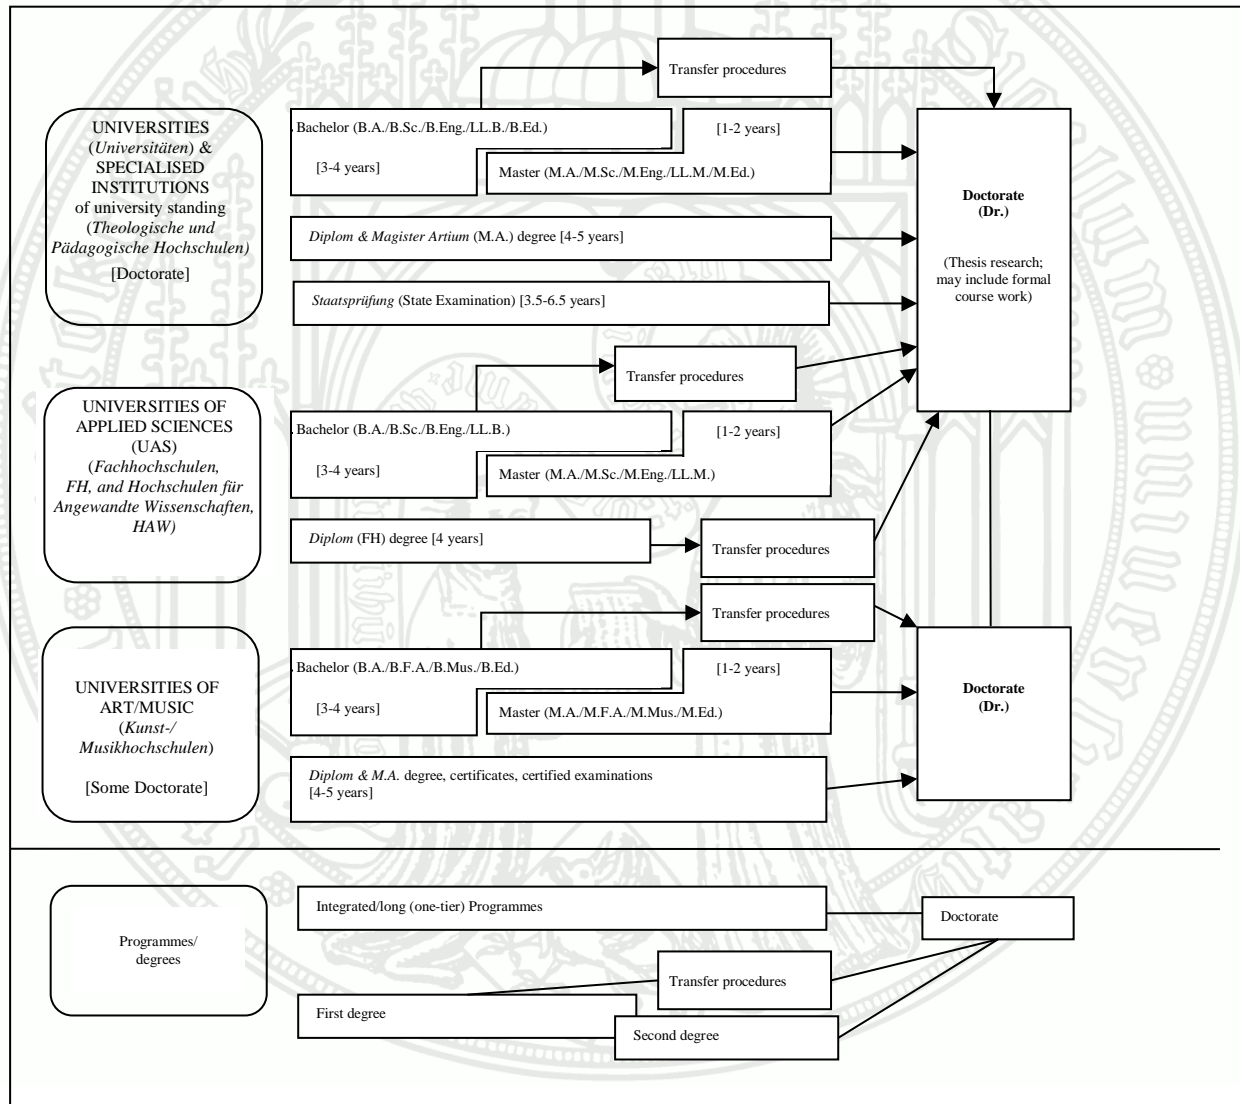 Transfer procedures
UNIVERSITIES
(Universitäten) &
SPECIALISED
INSTITUTIONS
of university standing
(Theologische und
Pädagogische Hochschulen)
[Doctorate]
Bachelor (B.A./B.Sc./B.Eng./LL.B./B.Ed.)
[3-4 years]
[1-2 years]
Master (M.A./M.Sc./M.Eng./LL.M./M.Ed.)
Diplom & Magister Artium (M.A.) degree [4-5 years]
Staatsprüfung (State Examination) [3.5-6.5 years]
Doctorate
(Dr.)
(Thesis research;
may include formal
course work)
Transfer procedures
UNIVERSITIES OF
APPLIED SCIENCES
(UAS)
(Fachhochschulen,
FH, and Hochschulen für
Angewandte Wissenschaften,
HAW)
Bachelor (B.A./B.Sc./B.Eng./LL.B.)
[3-4 years]
[1-2 years]
Master (M.A./M.Sc./M.Eng./LL.M.)
Diplom (FH) degree [4 years]
Transfer procedures
Transfer procedures
UNIVERSITIES OF
ART/MUSIC
(Kunst-/
Musikhochschulen)
[Some Doctorate]
Bachelor (B.A./B.F.A./B.Mus./B.Ed.)
[3-4 years]
[1-2 years]
Master (M.A./M.F.A./M.Mus./M.Ed.)
Diplom & M.A. degree, certificates, certified examinations
[4-5 years]
Doctorate
(Dr.)
Programmes/
degrees
Integrated/long (one-tier) Programmes
Doctorate
Transfer procedures
First degree
Second degree